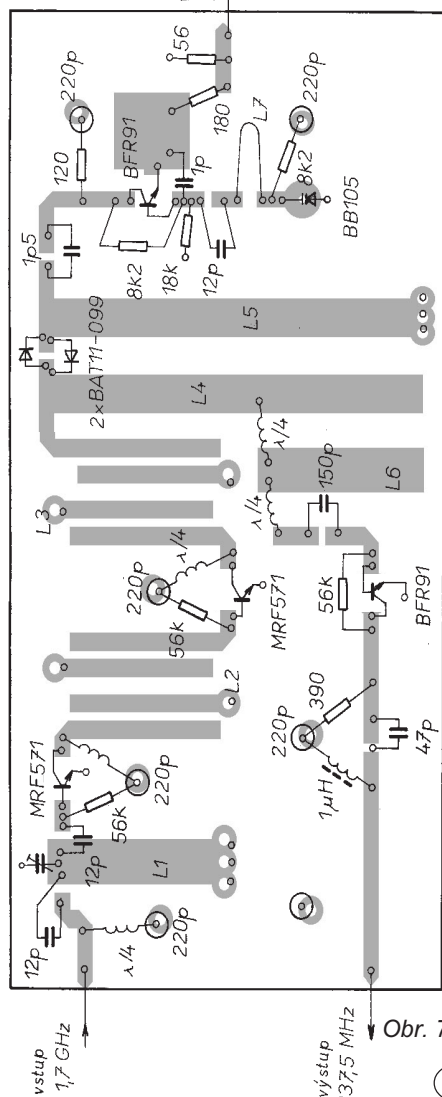 56
220p
180
220p
L7
120
BFR91
1p
8k2
BB105
1p5
8k2
18k
12p
L5
2xBAT11-099
L4
λ/4
λ/4
150p
L6
L3
λ/4
220p
56k
MRF571
56k
BFR91
L2
390
220p
47p
1μH
MRF571
220p
56k
12p
L1
12p
λ/4
220p
vstup
1,7 GHz
výstup
37,5 MHz
Obr. 7